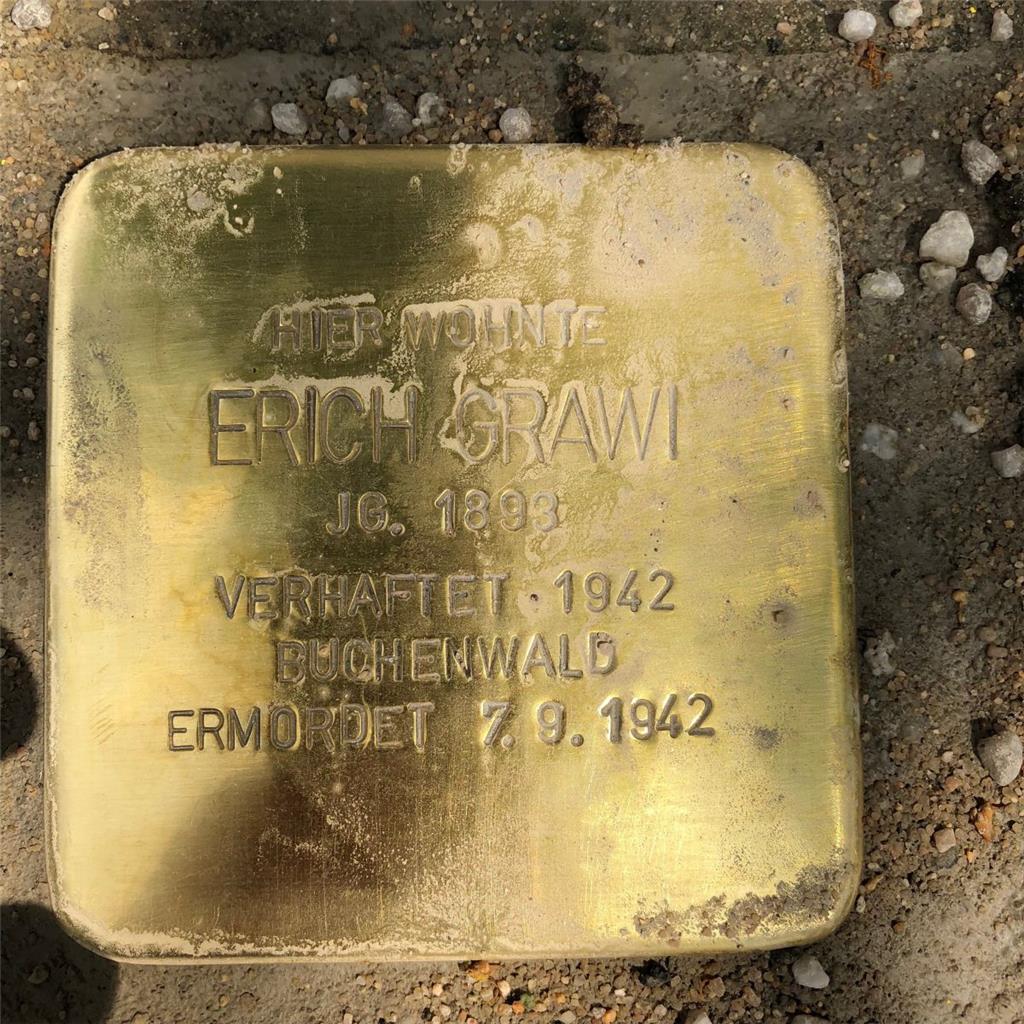 HIER WOHNTE
ERICH GRAWI
JG. 1893
VERHAFTET 1942
BUCHENWALD
ERMORDET 7. 9. 1942